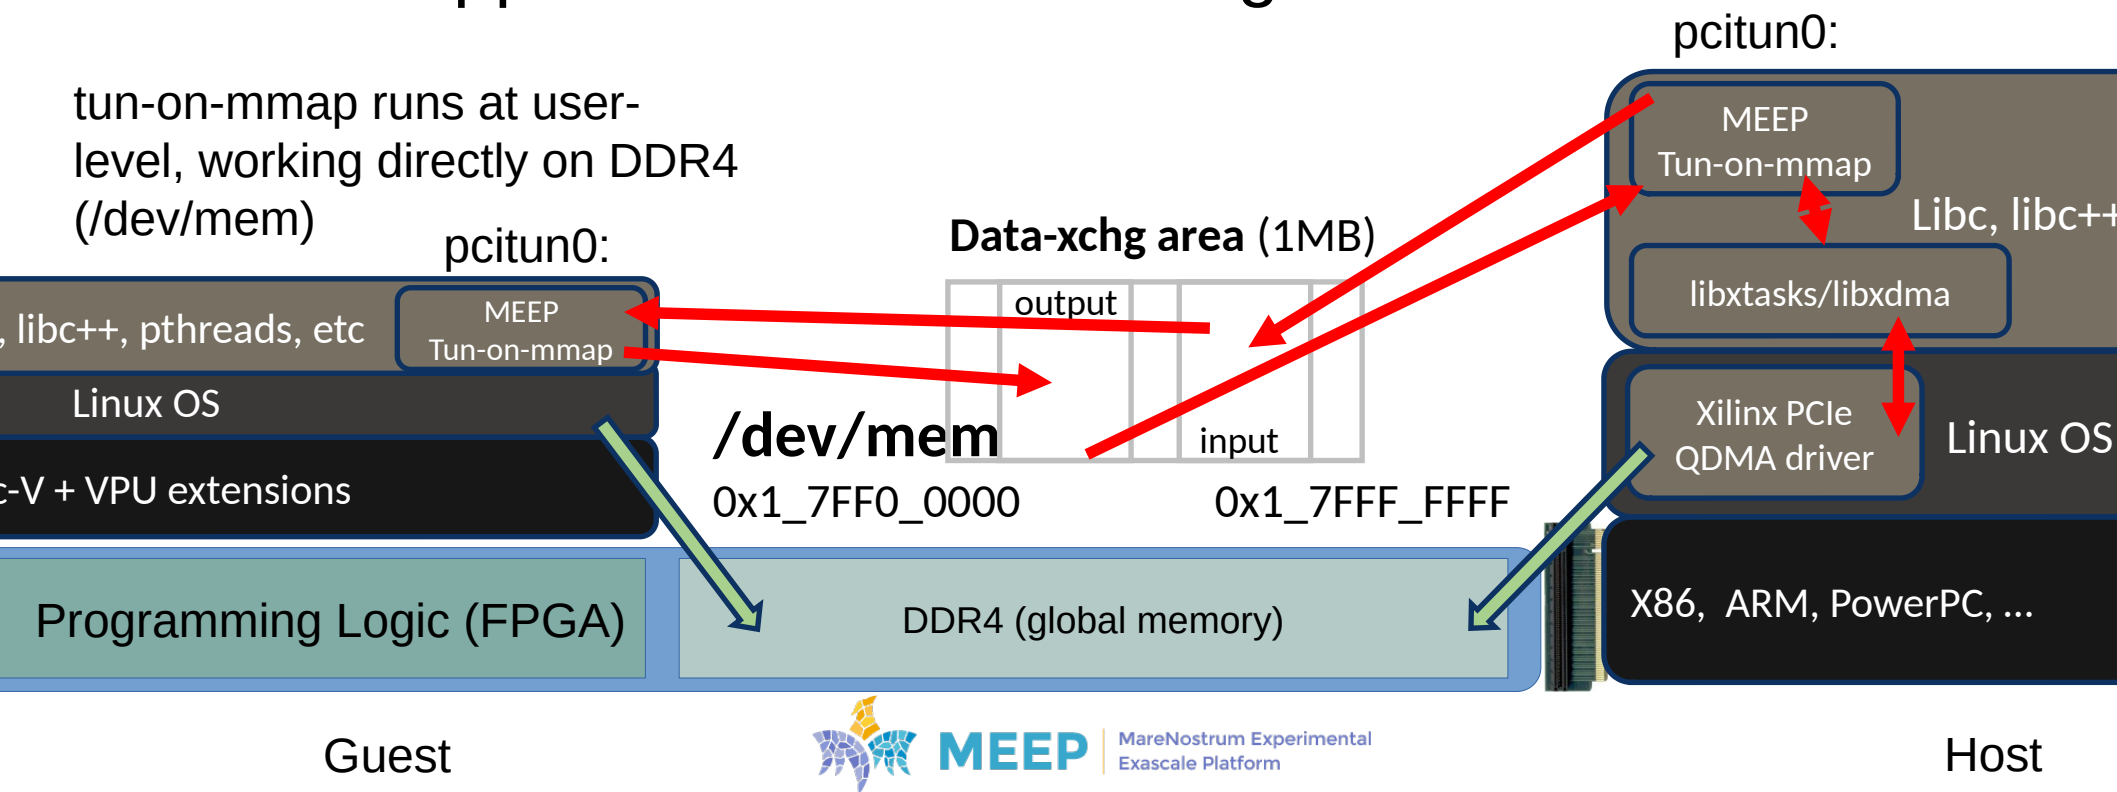 pcitun0:
tun-on-mmap runs at user-
level, working directly on DDR4
(/dev/mem)
pcitun0:
MEEP
Tun-on-mmap
Libc, libc++
Data-xchg area (1MB)
output
input
libxtasks/libxdma
MEEP
Tun-on-mmap
, libc++, pthreads, etc
Linux OS
/dev/mem
0x1_7FF0_0000
0x1_7FFF_FFFF
Xilinx PCIe
QDMA driver
Linux OS
c-V + VPU extensions
Programming Logic (FPGA)
DDR4 (global memory)
X86, ARM, PowerPC, ...
Guest
MEEP
MareNostrum Experimental
Exascale Platform
Host